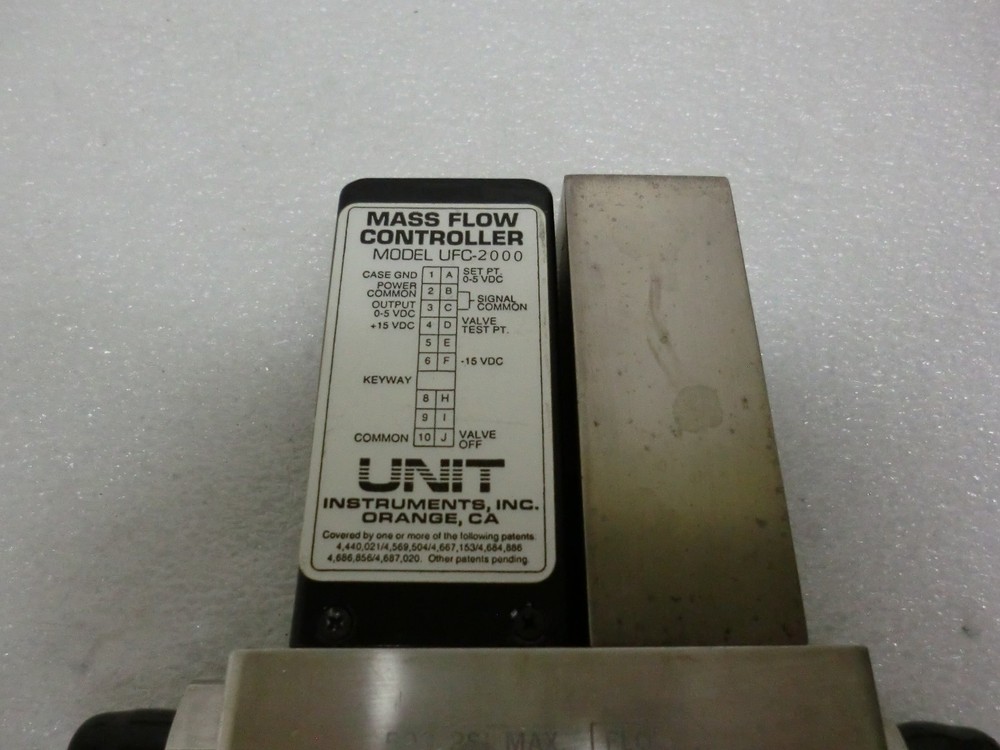 MASS FLOW
CONTROLLER
MODEL UFC-2000
CASE GND 1 A SET PT. 0-5 VDC
POWER COMMON 2 B SIGNAL COMMON
OUTPUT 0-5 VDC 3 C
+15 VDC 4 D VALVE TEST PT.
5 E
6 F -15 VDC
KEYWAY
8 H
9 I
COMMON 10 J VALVE OFF
UNIT
INSTRUMENTS, INC.
ORANGE, CA
Covered by one or more of the following patents
4,440,021/4,569,504/4,667,153/4,684,886
4,686,856/4,687,020. Other patents pending.
MAX